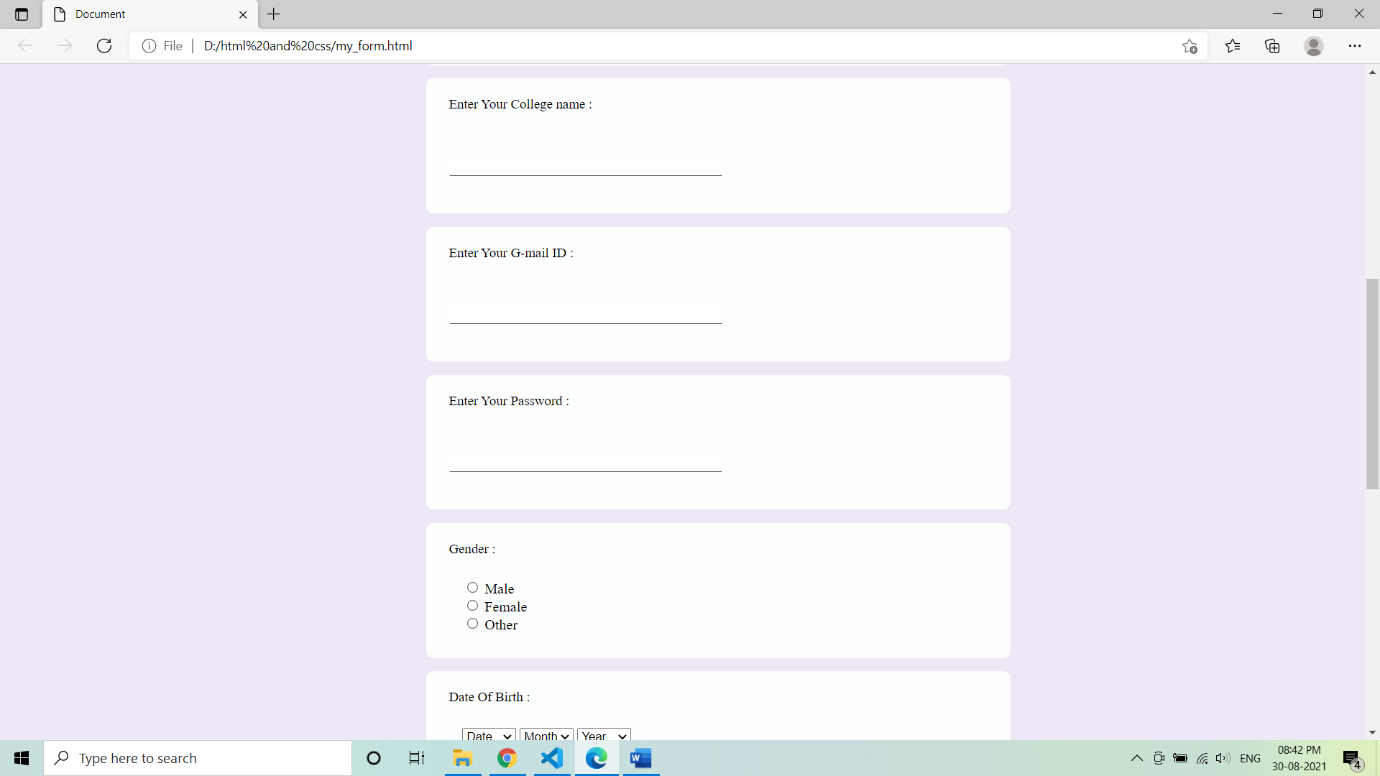 Document
File | D:/html%20and%20css/my_form.html
Enter Your College name :
Enter Your G-mail ID :
Enter Your Password :
Gender :
Male
Female
Other
Date Of Birth :
Date Month Year
Type here to search
ENG
08:42 PM
30-08-2021
4